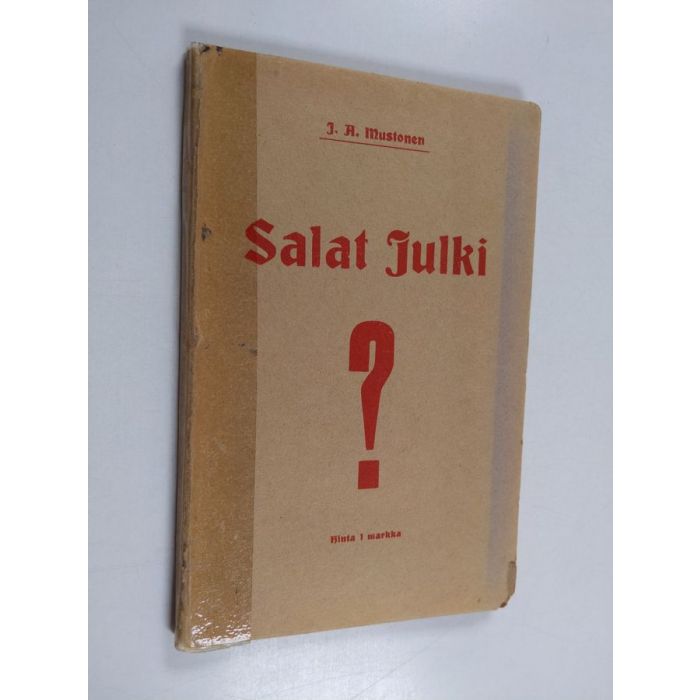 J. A. Mustonen
Salat Julki
?
Hinta 1 markka